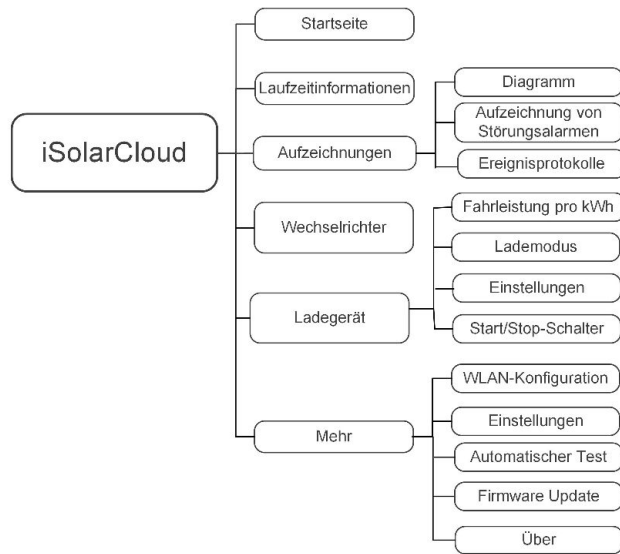 iSolarCloud
Startseite
Laufzeitinformationen
Aufzeichnungen
Diagramm
Aufzeichnung von
Störungsalarmen
Ereignisprotokolle
Wechselrichter
Ladegerät
Fahrleistung pro kWh
Lademodus
Einstellungen
Start/Stop-Schalter
Mehr
WLAN-Konfiguration
Einstellungen
Automatischer Test
Firmware Update
Über